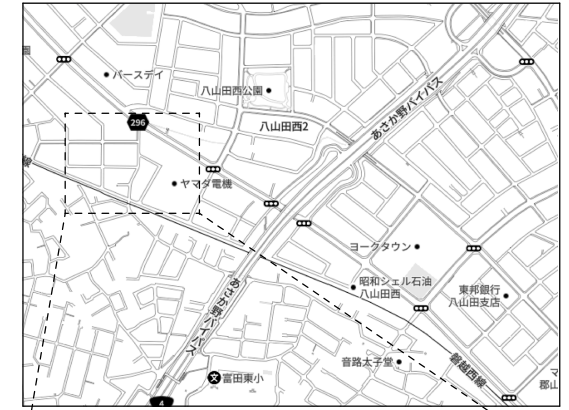 バースデイ
八山田西公園
296
八山田西2
あさか野バイパス
ヤマダ電機
線
ヨークタウン
昭和シェル石油
八山田西
東邦銀行
八山田支店
あさか野バイパス
音路太子堂
磐越西線
文
富田東小
4
マ
郡山